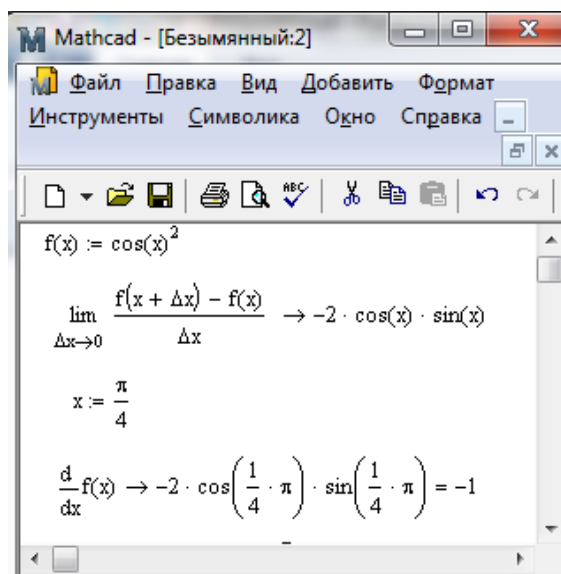 Mathcad - [Безымянный:2]
Файл Правка Вид Добавить Формат
Инструменты Символика Окно Справка
ABC
f(x) := cos(x)²
lim Δx→0 (f(x + Δx) − f(x))/Δx → −2 · cos(x) · sin(x)
x := π/4
d/dx f(x) → −2 · cos(1/4 · π) · sin(1/4 · π) = −1